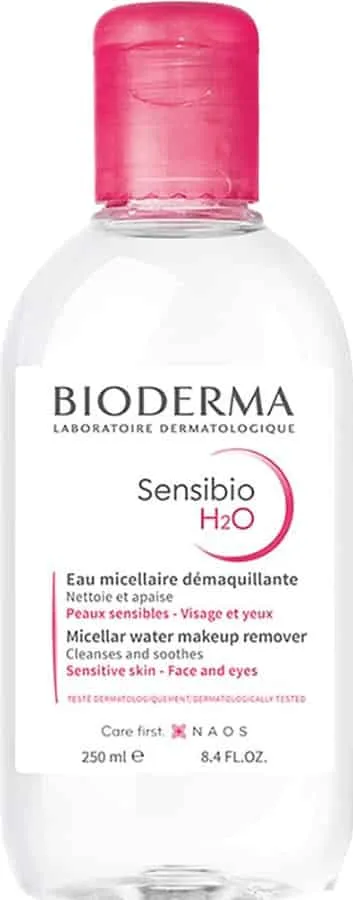 BIODERMA
LABORATOIRE DERMATOLOGIQUE
Sensibio
H2O
Eau micellaire démaquillante
Nettoie et apaise
Peaux sensibles - Visage et yeux
Micellar water makeup remover
Cleanses and soothes
Sensitive skin - Face and eyes
TESTÉ DERMATOLOGIQUEMENT/DERMATOLOGICALLY TESTED
Care first. NAOS
250 ml ℮ 8.4 FL.OZ.